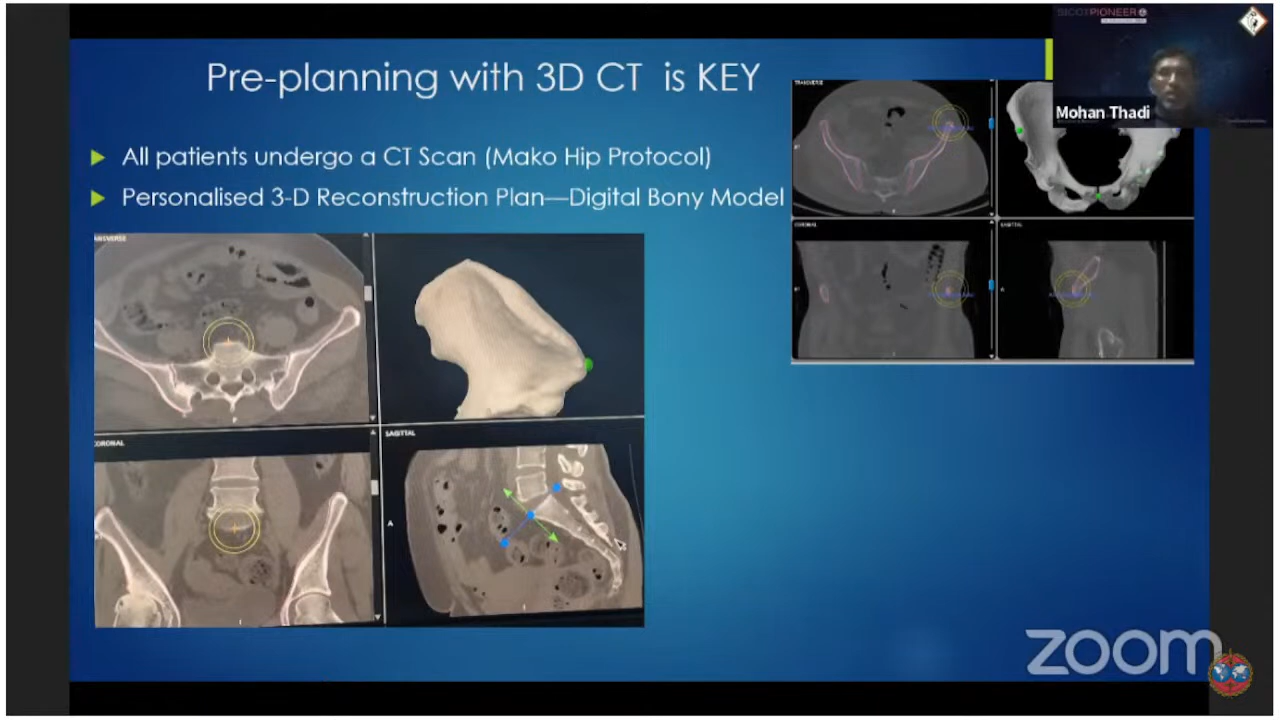 SICOT PIONEER
Pre-planning with 3D CT is KEY
Mohan Thadi
All patients undergo a CT Scan (Mako Hip Protocol)
Personalised 3-D Reconstruction Plan—Digital Bony Model
TRANSVERSE
CORONAL
SAGITTAL
ANSVERSE
CORONAL
SAGITTAL
A
zoom